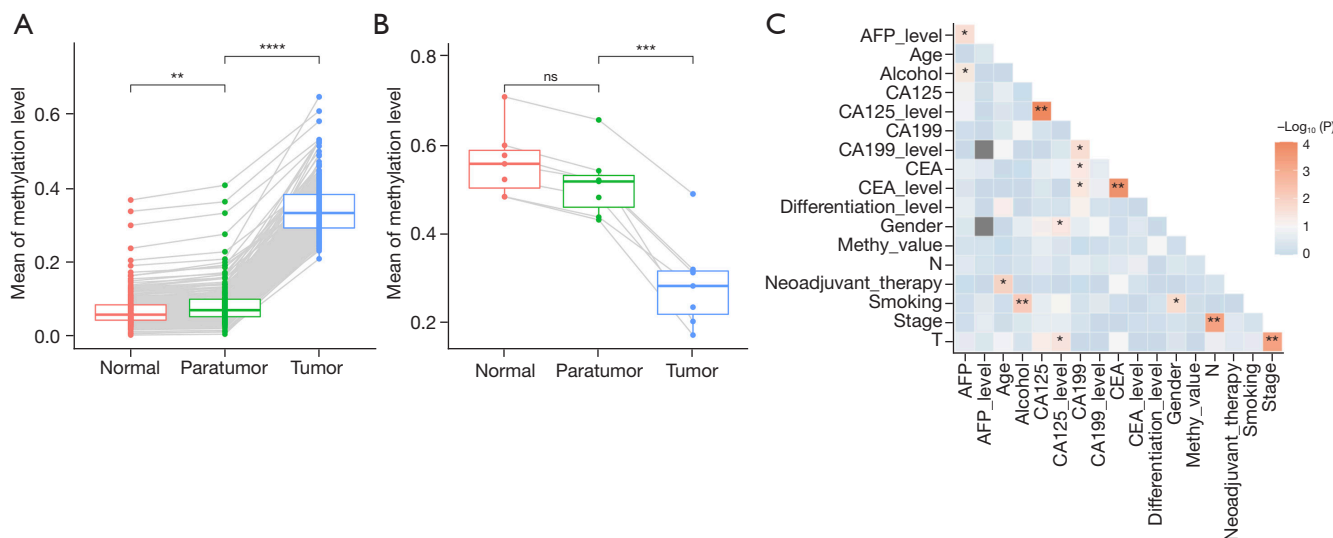 A
Mean of methylation level
0.6
0.4
0.2
0.0
**
****
Normal
Paratumor
Tumor
B
Mean of methylation level
0.8
0.6
0.4
0.2
ns
***
Normal
Paratumor
Tumor
C
AFP_level
Age
Alcohol
CA125
CA125_level
CA199
CA199_level
CEA
CEA_level
Differentiation_level
Gender
Methy_value
N
Neoadjuvant_therapy
Smoking
Stage
T
*
*
**
*
*
* **
*
*
** *
**
* **
AFP
AFP_level
Age
Alcohol
CA125
CA125_level
CA199
CA199_level
CEA
CEA_level
Differentiation_level
Gender
Methy_value
N
Neoadjuvant_therapy
Smoking
Stage
−Log₁₀ (P)
4
3
2
1
0